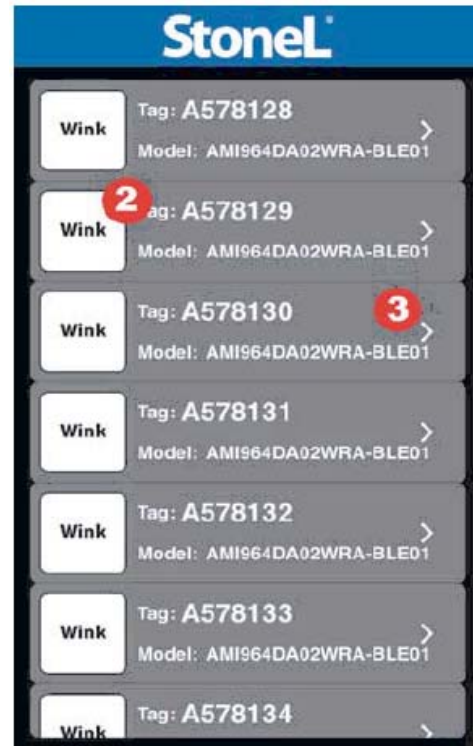 StoneL
Wink
Tag: A578128
Model: AMI964DA02WRA-BLE01
2
Wink
ag: A578129
Model: AMI964DA02WRA-BLE01
Wink
Tag: A578130
3
Model: AMI964DA02WRA-BLE01
Wink
Tag: A578131
Model: AMI964DA02WRA-BLE01
Wink
Tag: A578132
Model: AMI964DA02WRA-BLE01
Wink
Tag: A578133
Model: AMI964DA02WRA-BLE01
Wink
Tag: A578134